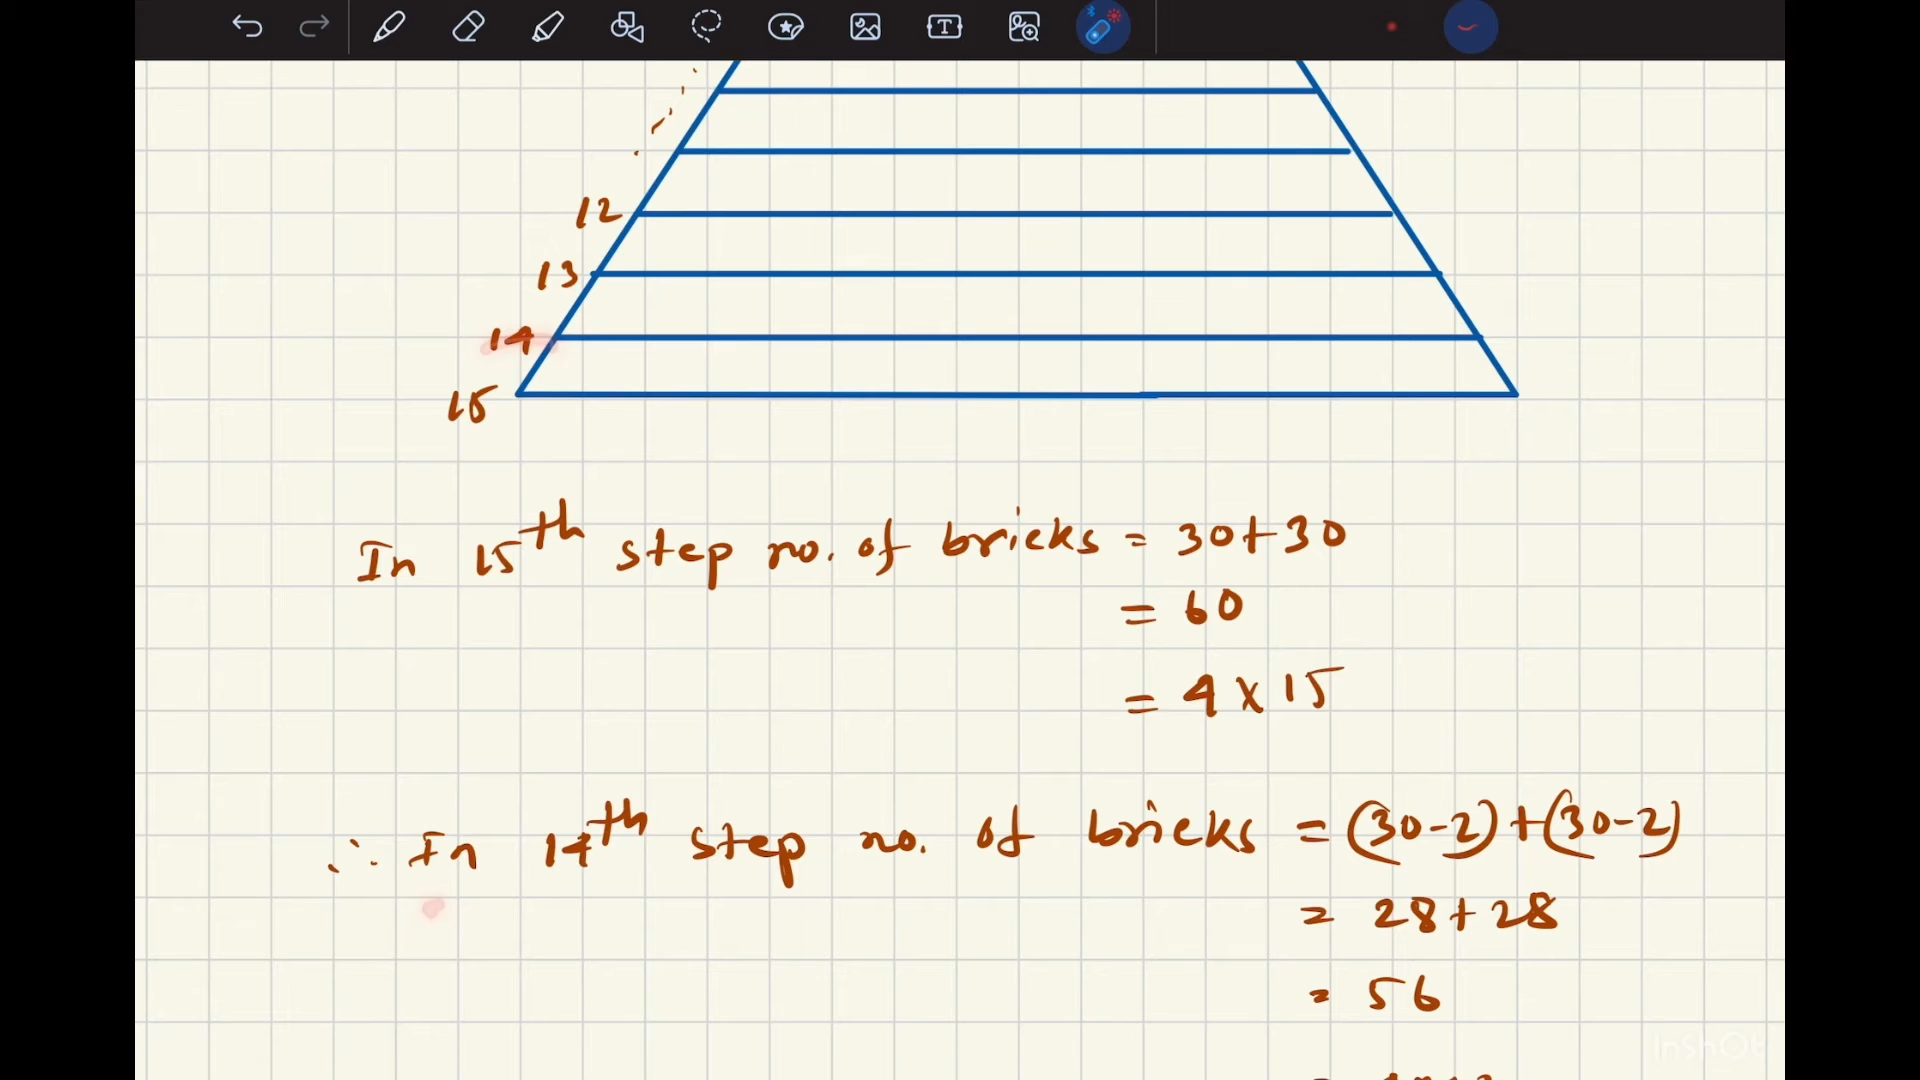 12
13
14
15
In 15th step no. of bricks = 30+30
= 60
= 4 x 15
∴ In 14th step no. of bricks = (30-2)+(30-2)
= 28+28
= 56
InShOt